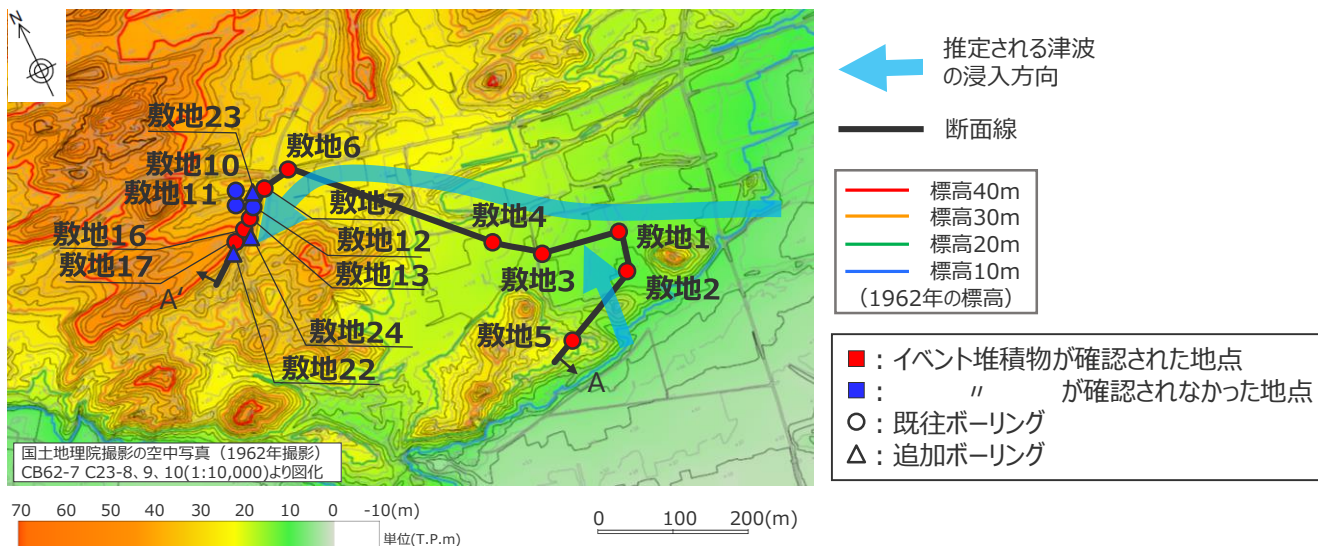 N
敷地23
敷地6
敷地10
敷地11
敷地7
敷地4
敷地1
敷地16
敷地12
敷地17
敷地13
敷地3
敷地2
A'
敷地24
敷地5
敷地22
A
国土地理院撮影の空中写真（1962年撮影）
CB62-7 C23-8、9、10(1:10,000)より図化
70 60 50 40 30 20 10 0 -10(m)
単位(T.P.m)
0 100 200(m)
推定される津波
の浸入方向
断面線
標高40m
標高30m
標高20m
標高10m
（1962年の標高）
：イベント堆積物が確認された地点
： 〃 が確認されなかった地点
：既往ボーリング
：追加ボーリング